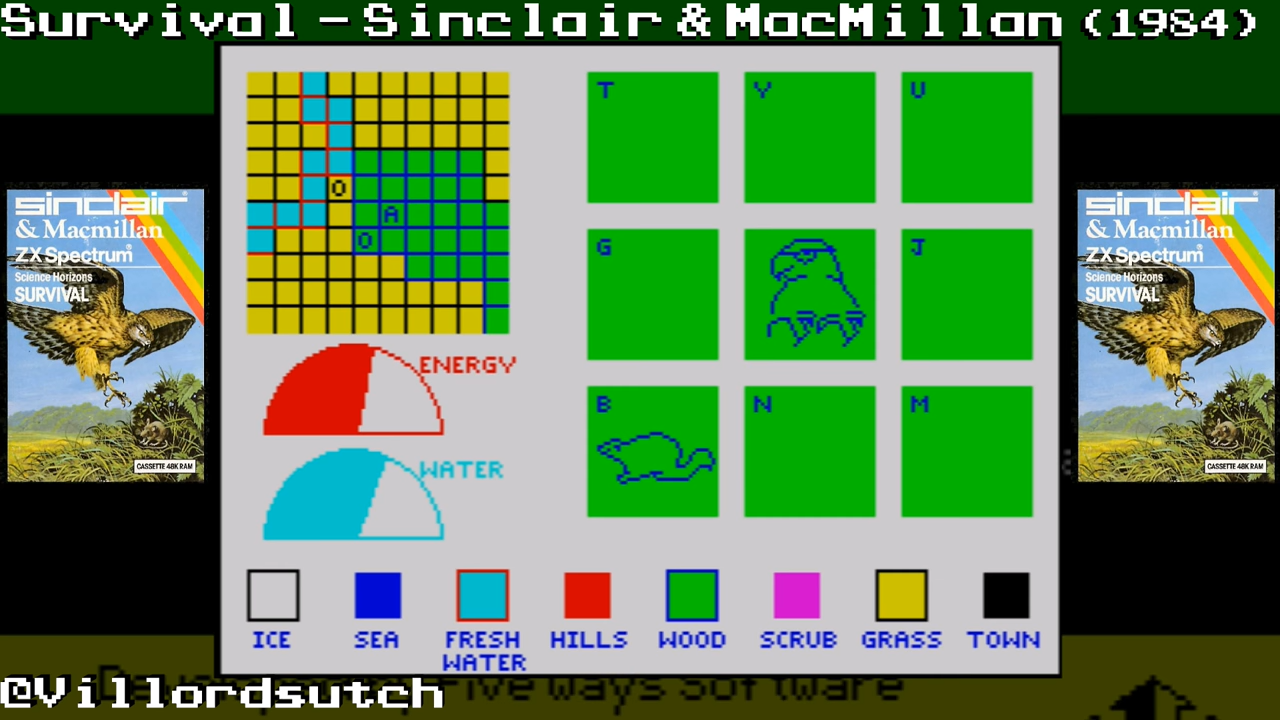 Survival - Sinclair & MacMillan (1984)
sinclair
& Macmillan
ZX Spectrum
Science Horizons
SURVIVAL
CASSETTE 48K RAM
T
Y
U
O
A
O
G
J
B
N
M
ENERGY
WATER
ICE
SEA
FRESH WATER
HILLS
WOOD
SCRUB
GRASS
TOWN
sinclair
& Macmillan
ZX Spectrum
Science Horizons
SURVIVAL
CASSETTE 48K RAM
Five Ways Software
@Villordsutch